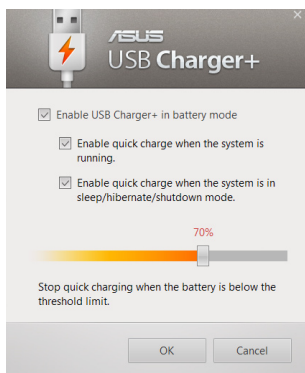 ASUS
USB Charger+
Enable USB Charger+ in battery mode
Enable quick charge when the system is
running.
Enable quick charge when the system is in
sleep/hibernate/shutdown mode.
70%
Stop quick charging when the battery is below the
threshold limit.
OK
Cancel